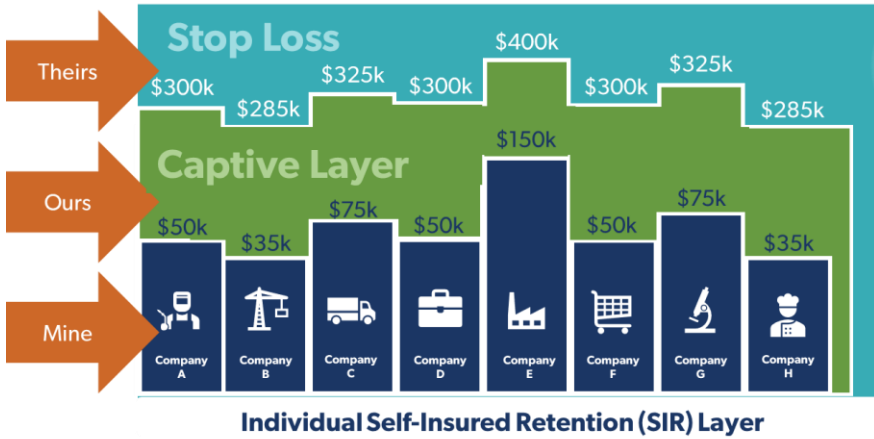 Stop Loss
Theirs
$300k
$285k
$325k
$300k
$400k
$300k
$325k
$285k
Captive Layer
Ours
$50k
$35k
$75k
$50k
$150k
$50k
$75k
$35k
Mine
Company
A
Company
B
Company
C
Company
D
Company
E
Company
F
Company
G
Company
H
Individual Self-Insured Retention (SIR) Layer